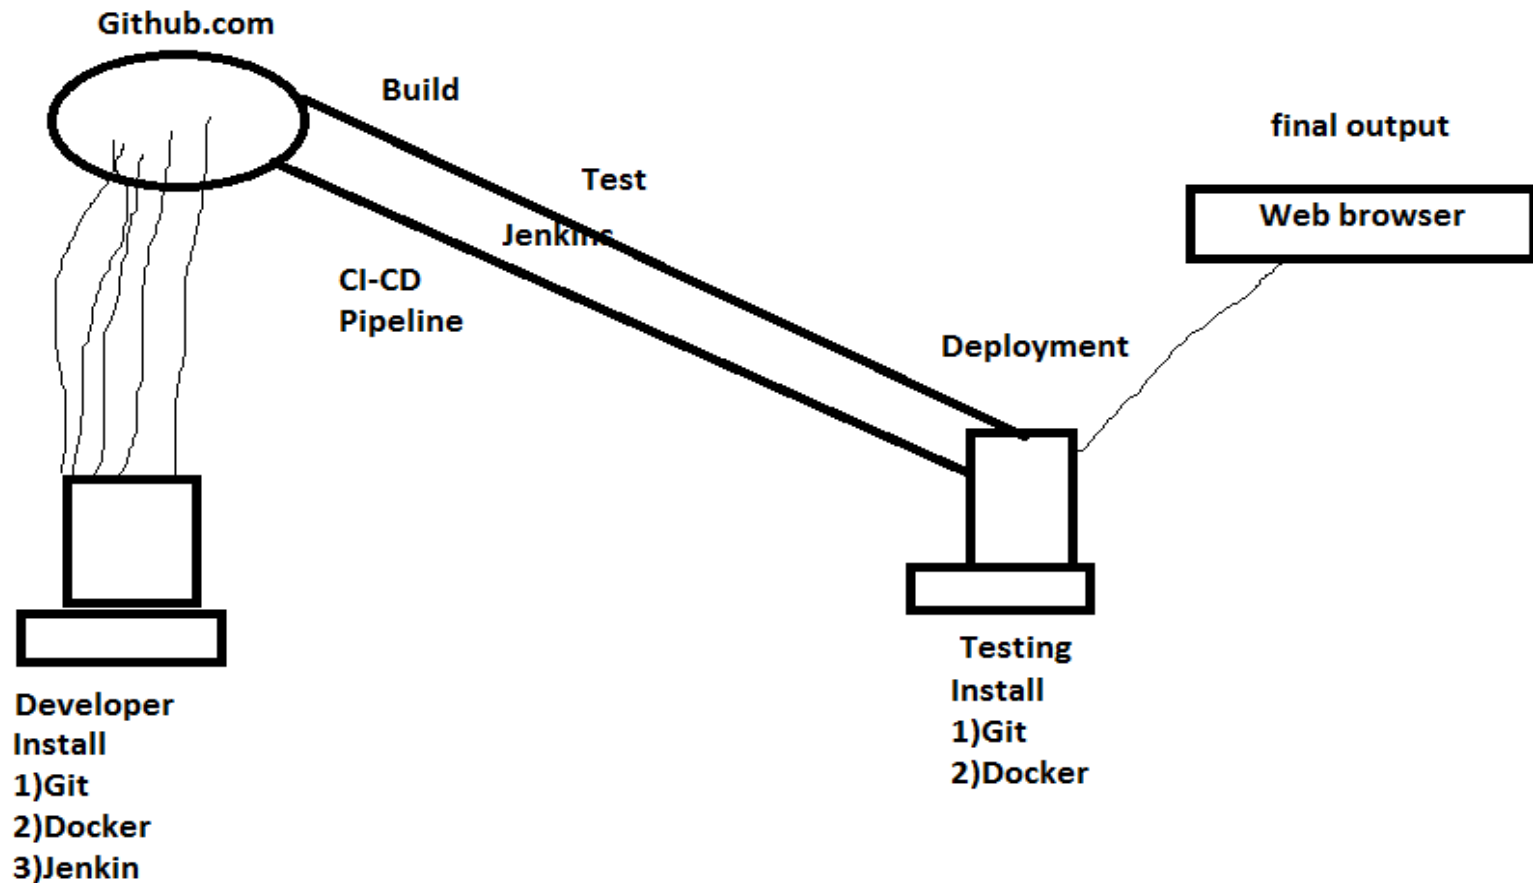 Github.com
Build
Test
Jenkins
CI-CD
Pipeline
Deployment
final output
Web browser
Developer
Install
1)Git
2)Docker
3)Jenkin
Testing
Install
1)Git
2)Docker